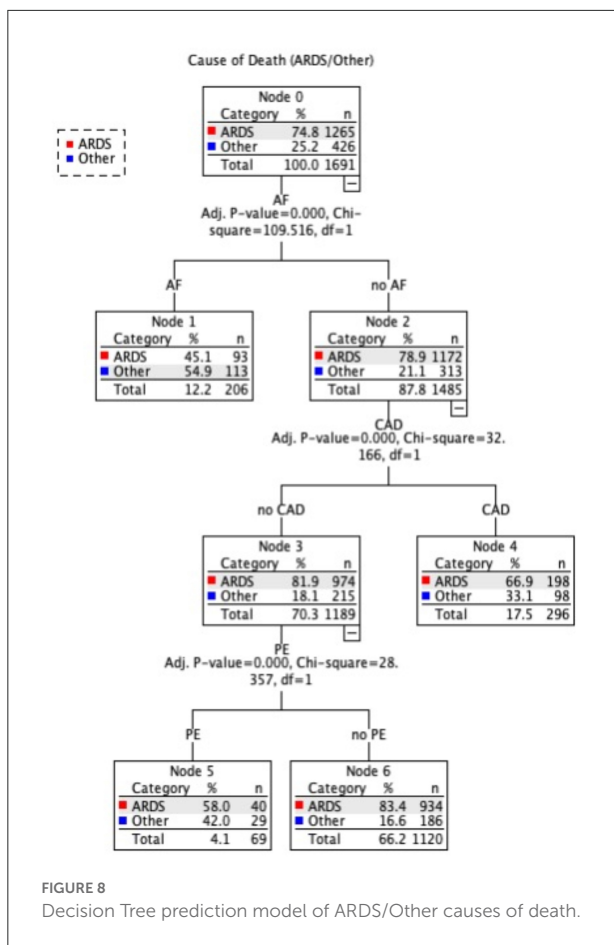 Cause of Death (ARDS/Other)
ARDS
Other
Node 0
Category % n
ARDS 74.8 1265
Other 25.2 426
Total 100.0 1691
AF
Adj. P-value=0.000, Chi-
square=109.516, df=1
AF
no AF
Node 1
Category % n
ARDS 45.1 93
Other 54.9 113
Total 12.2 206
Node 2
Category % n
ARDS 78.9 1172
Other 21.1 313
Total 87.8 1485
CAD
Adj. P-value=0.000, Chi-square=32.
166, df=1
no CAD
CAD
Node 3
Category % n
ARDS 81.9 974
Other 18.1 215
Total 70.3 1189
Node 4
Category % n
ARDS 66.9 198
Other 33.1 98
Total 17.5 296
PE
Adj. P-value=0.000, Chi-square=28.
357, df=1
PE
no PE
Node 5
Category % n
ARDS 58.0 40
Other 42.0 29
Total 4.1 69
Node 6
Category % n
ARDS 83.4 934
Other 16.6 186
Total 66.2 1120
FIGURE 8
Decision Tree prediction model of ARDS/Other causes of death.